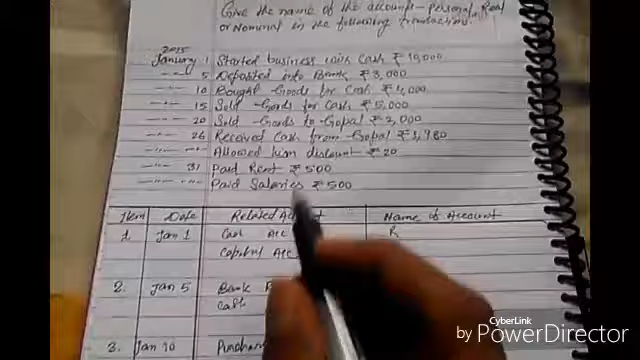 Give the name of the accounts - Personal, Real
or Nominal in the following transactions.
2015
January 1 Started business with Cash ₹ 10,000
-"- 5 Deposited into Bank ₹ 3,000
-"- 10 Bought Goods for Cash ₹ 4,000
-"- 15 Sold Goods for Cash ₹ 5,000
-"- 20 Sold Goods to Gopal ₹ 2,000
-"- 26 Received Cash from Gopal ₹ 1,980
-"- -"- Allowed him discount ₹ 20
-"- 31 Paid Rent ₹ 500
-"- -"- Paid Salaries ₹ 500
Item Date Related Name of Account
1. Jan 1 Cash A/c R
Capital A/c
2. Jan 5 Bank
Cash
3. Jan 10
CyberLink
by PowerDirector